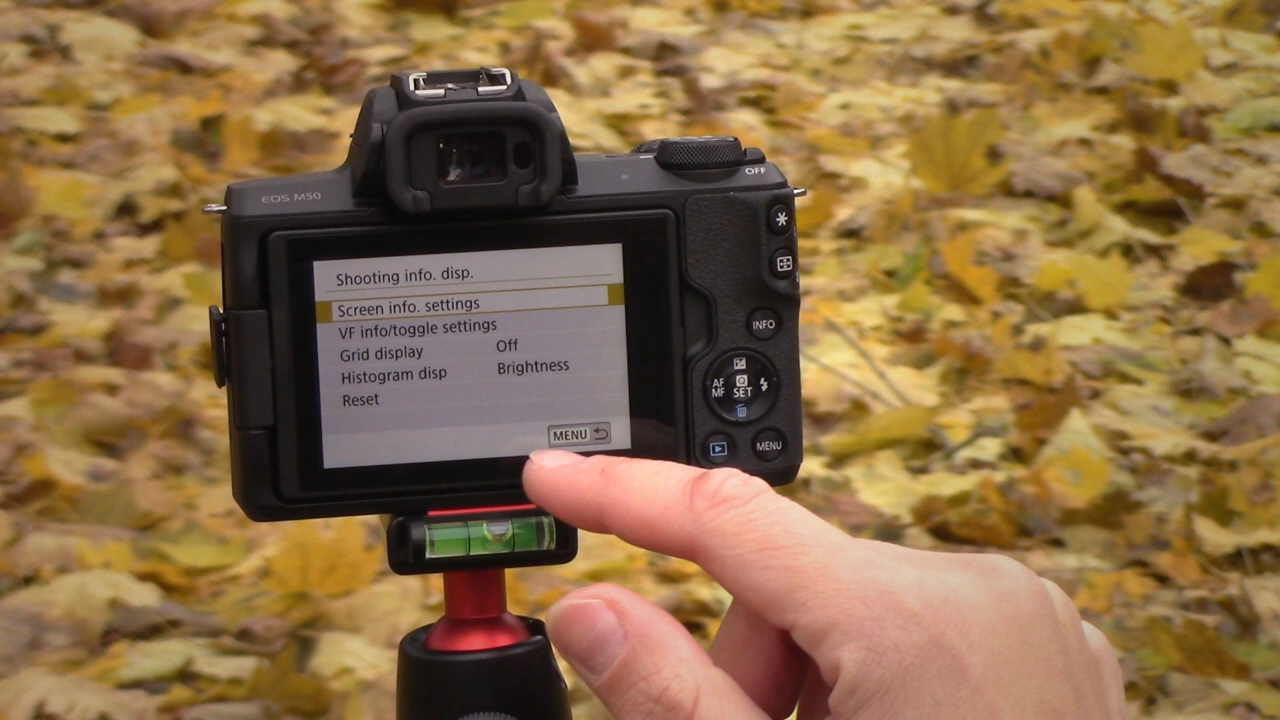 EOS M50
OFF
Shooting info. disp.
Screen info. settings
VF info/toggle settings
Grid display Off
Histogram disp Brightness
Reset
MENU
INFO
AF
MF
Q
SET
MENU